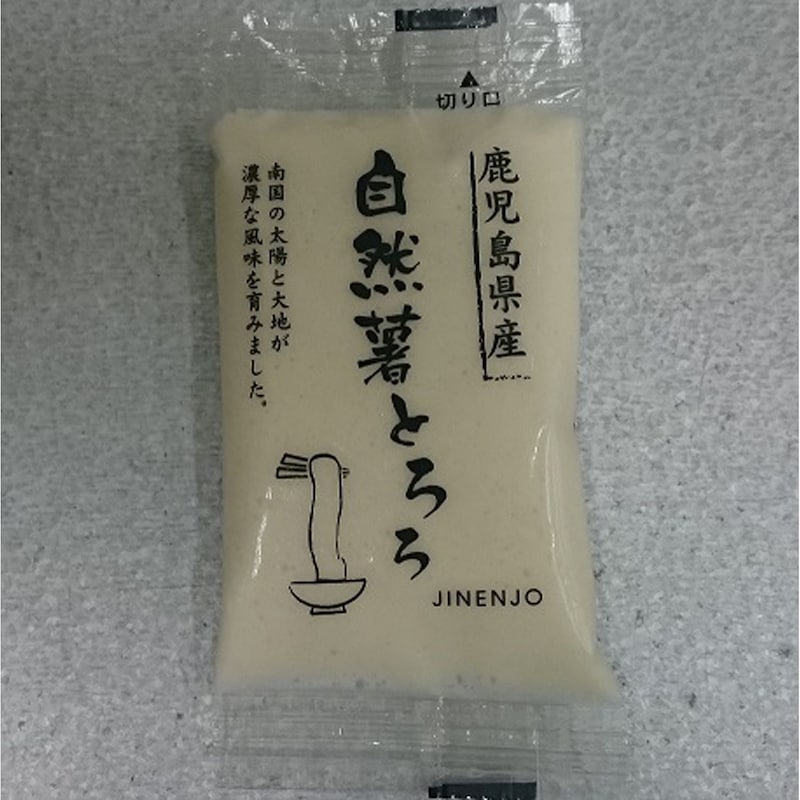 切り口
鹿児島県産
自然薯とろろ
南国の太陽と大地が
濃厚な風味を育みました。
JINENJO